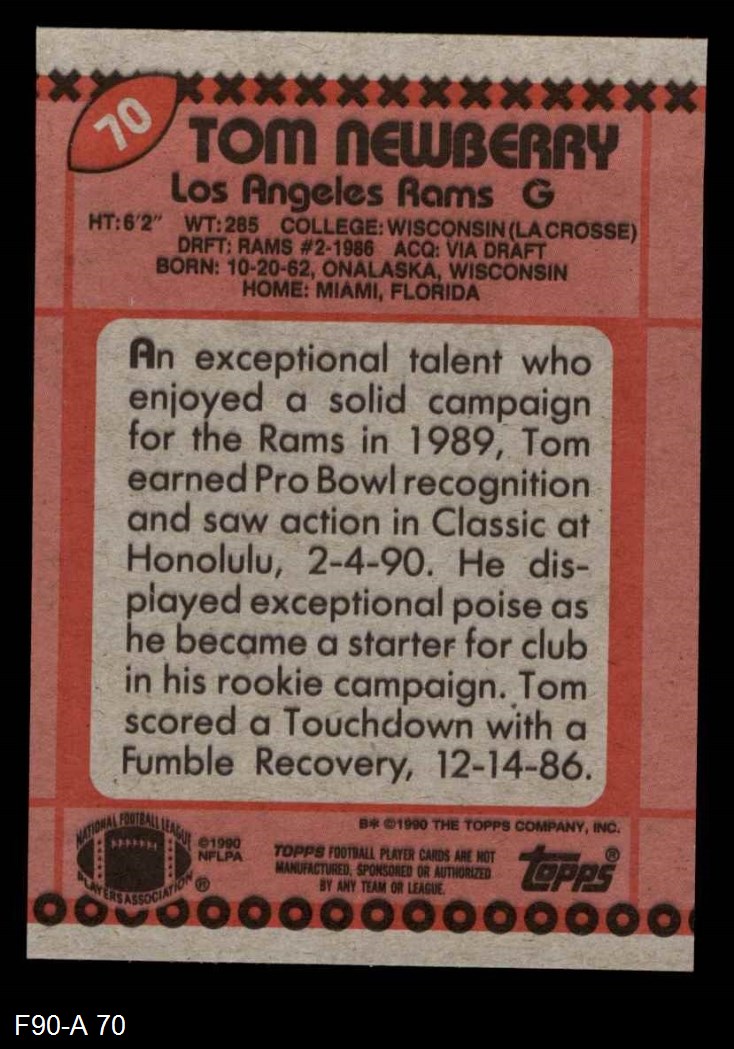 70
TOM NEWBERRY
Los Angeles Rams G
HT: 6'2" WT: 285 COLLEGE: WISCONSIN (LA CROSSE)
DRFT: RAMS #2-1986 ACQ: VIA DRAFT
BORN: 10-20-62, ONALASKA, WISCONSIN
HOME: MIAMI, FLORIDA
An exceptional talent who
enjoyed a solid campaign
for the Rams in 1989, Tom
earned Pro Bowl recognition
and saw action in Classic at
Honolulu, 2-4-90. He dis-
played exceptional poise as
he became a starter for club
in his rookie campaign. Tom
scored a Touchdown with a
Fumble Recovery, 12-14-86.
B* ©1990 THE TOPPS COMPANY, INC.
NATIONAL FOOTBALL LEAGUE
PLAYERS ASSOCIATION ®
©1990
NFLPA
TOPPS FOOTBALL PLAYER CARDS ARE NOT
MANUFACTURED, SPONSORED OR AUTHORIZED
BY ANY TEAM OR LEAGUE.
topps®
F90-A 70